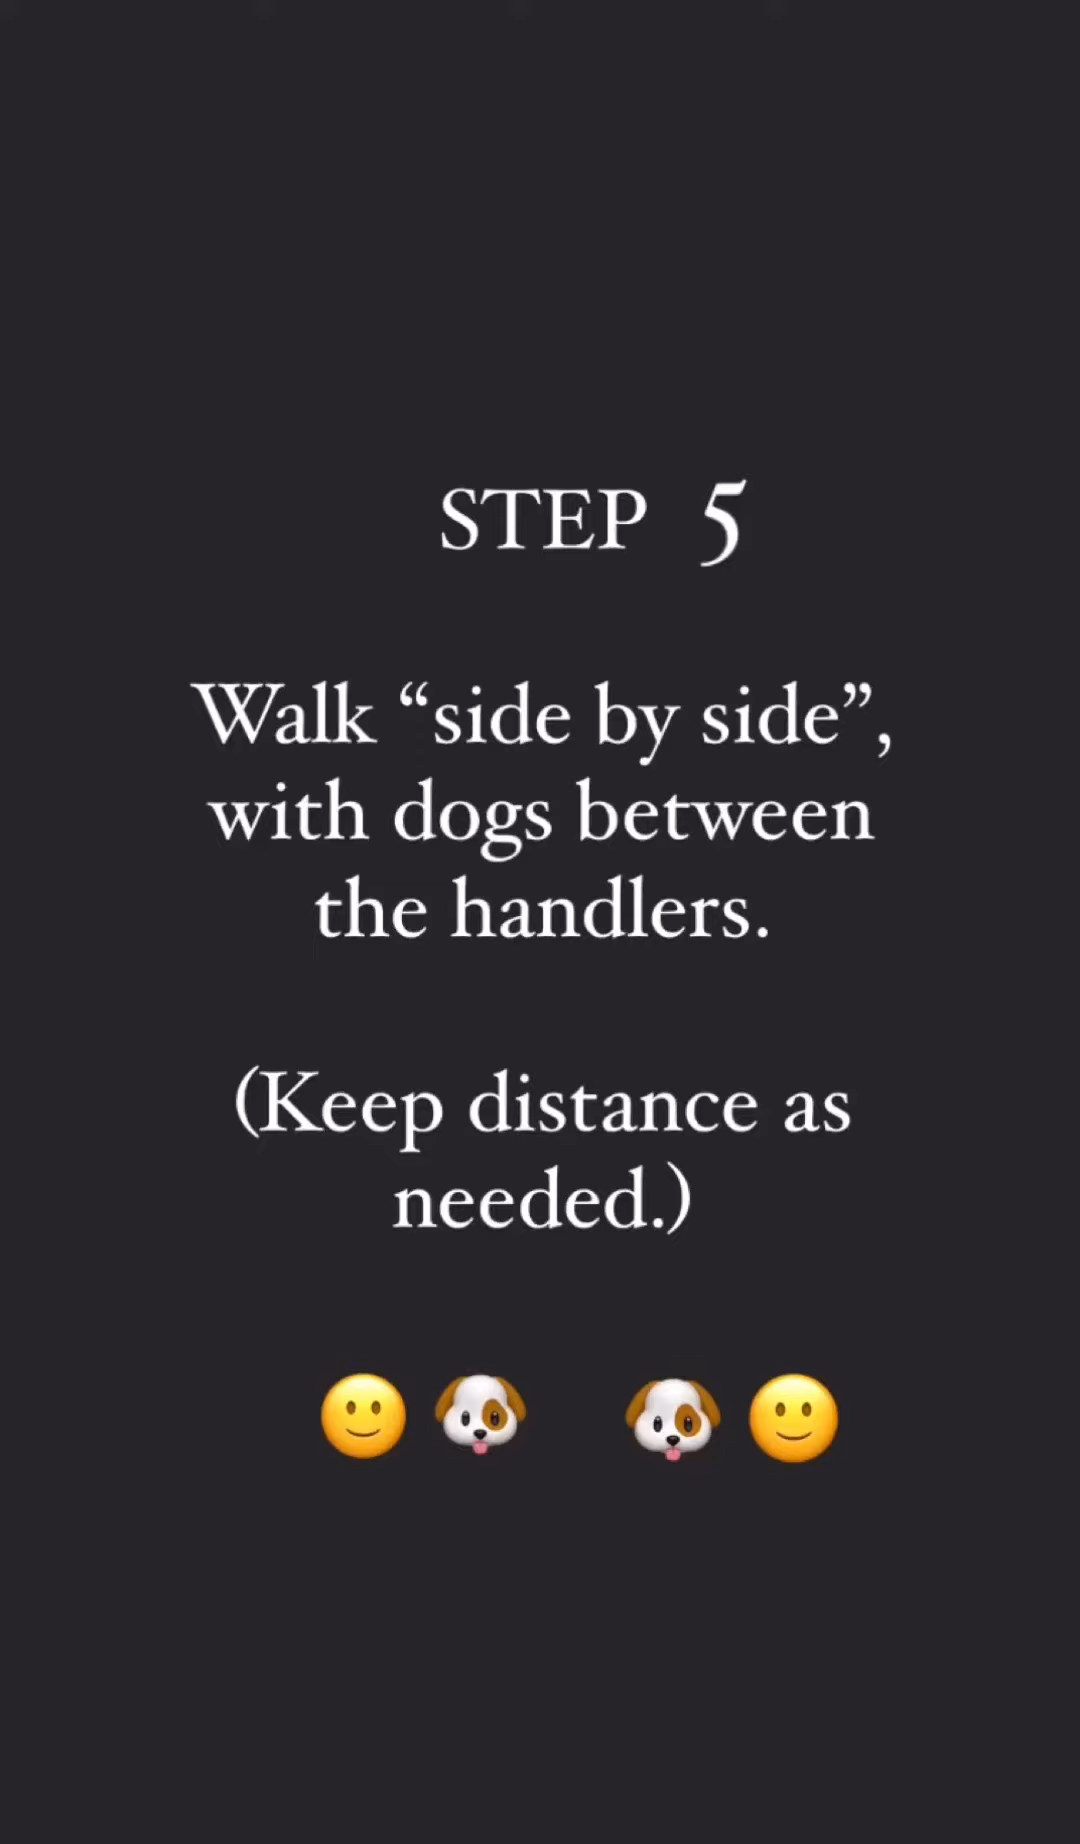 STEP 5
Walk “side by side”,
with dogs between
the handlers.
(Keep distance as
needed.)